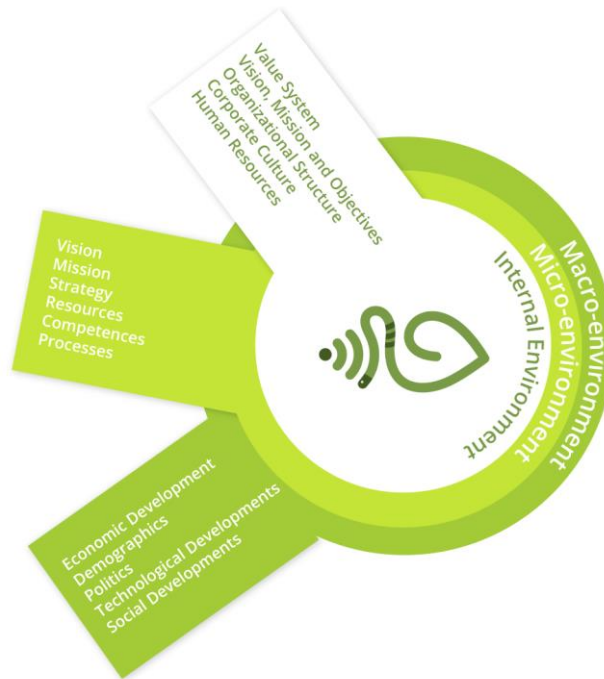 Value System
Vision, Mission and Objectives
Organizational Structure
Corporate Culture
Human Resources
Vision
Mission
Strategy
Resources
Competences
Processes
Economic Development
Demographics
Politics
Technological Developments
Social Developments
Internal Environment
Micro-environment
Macro-environment